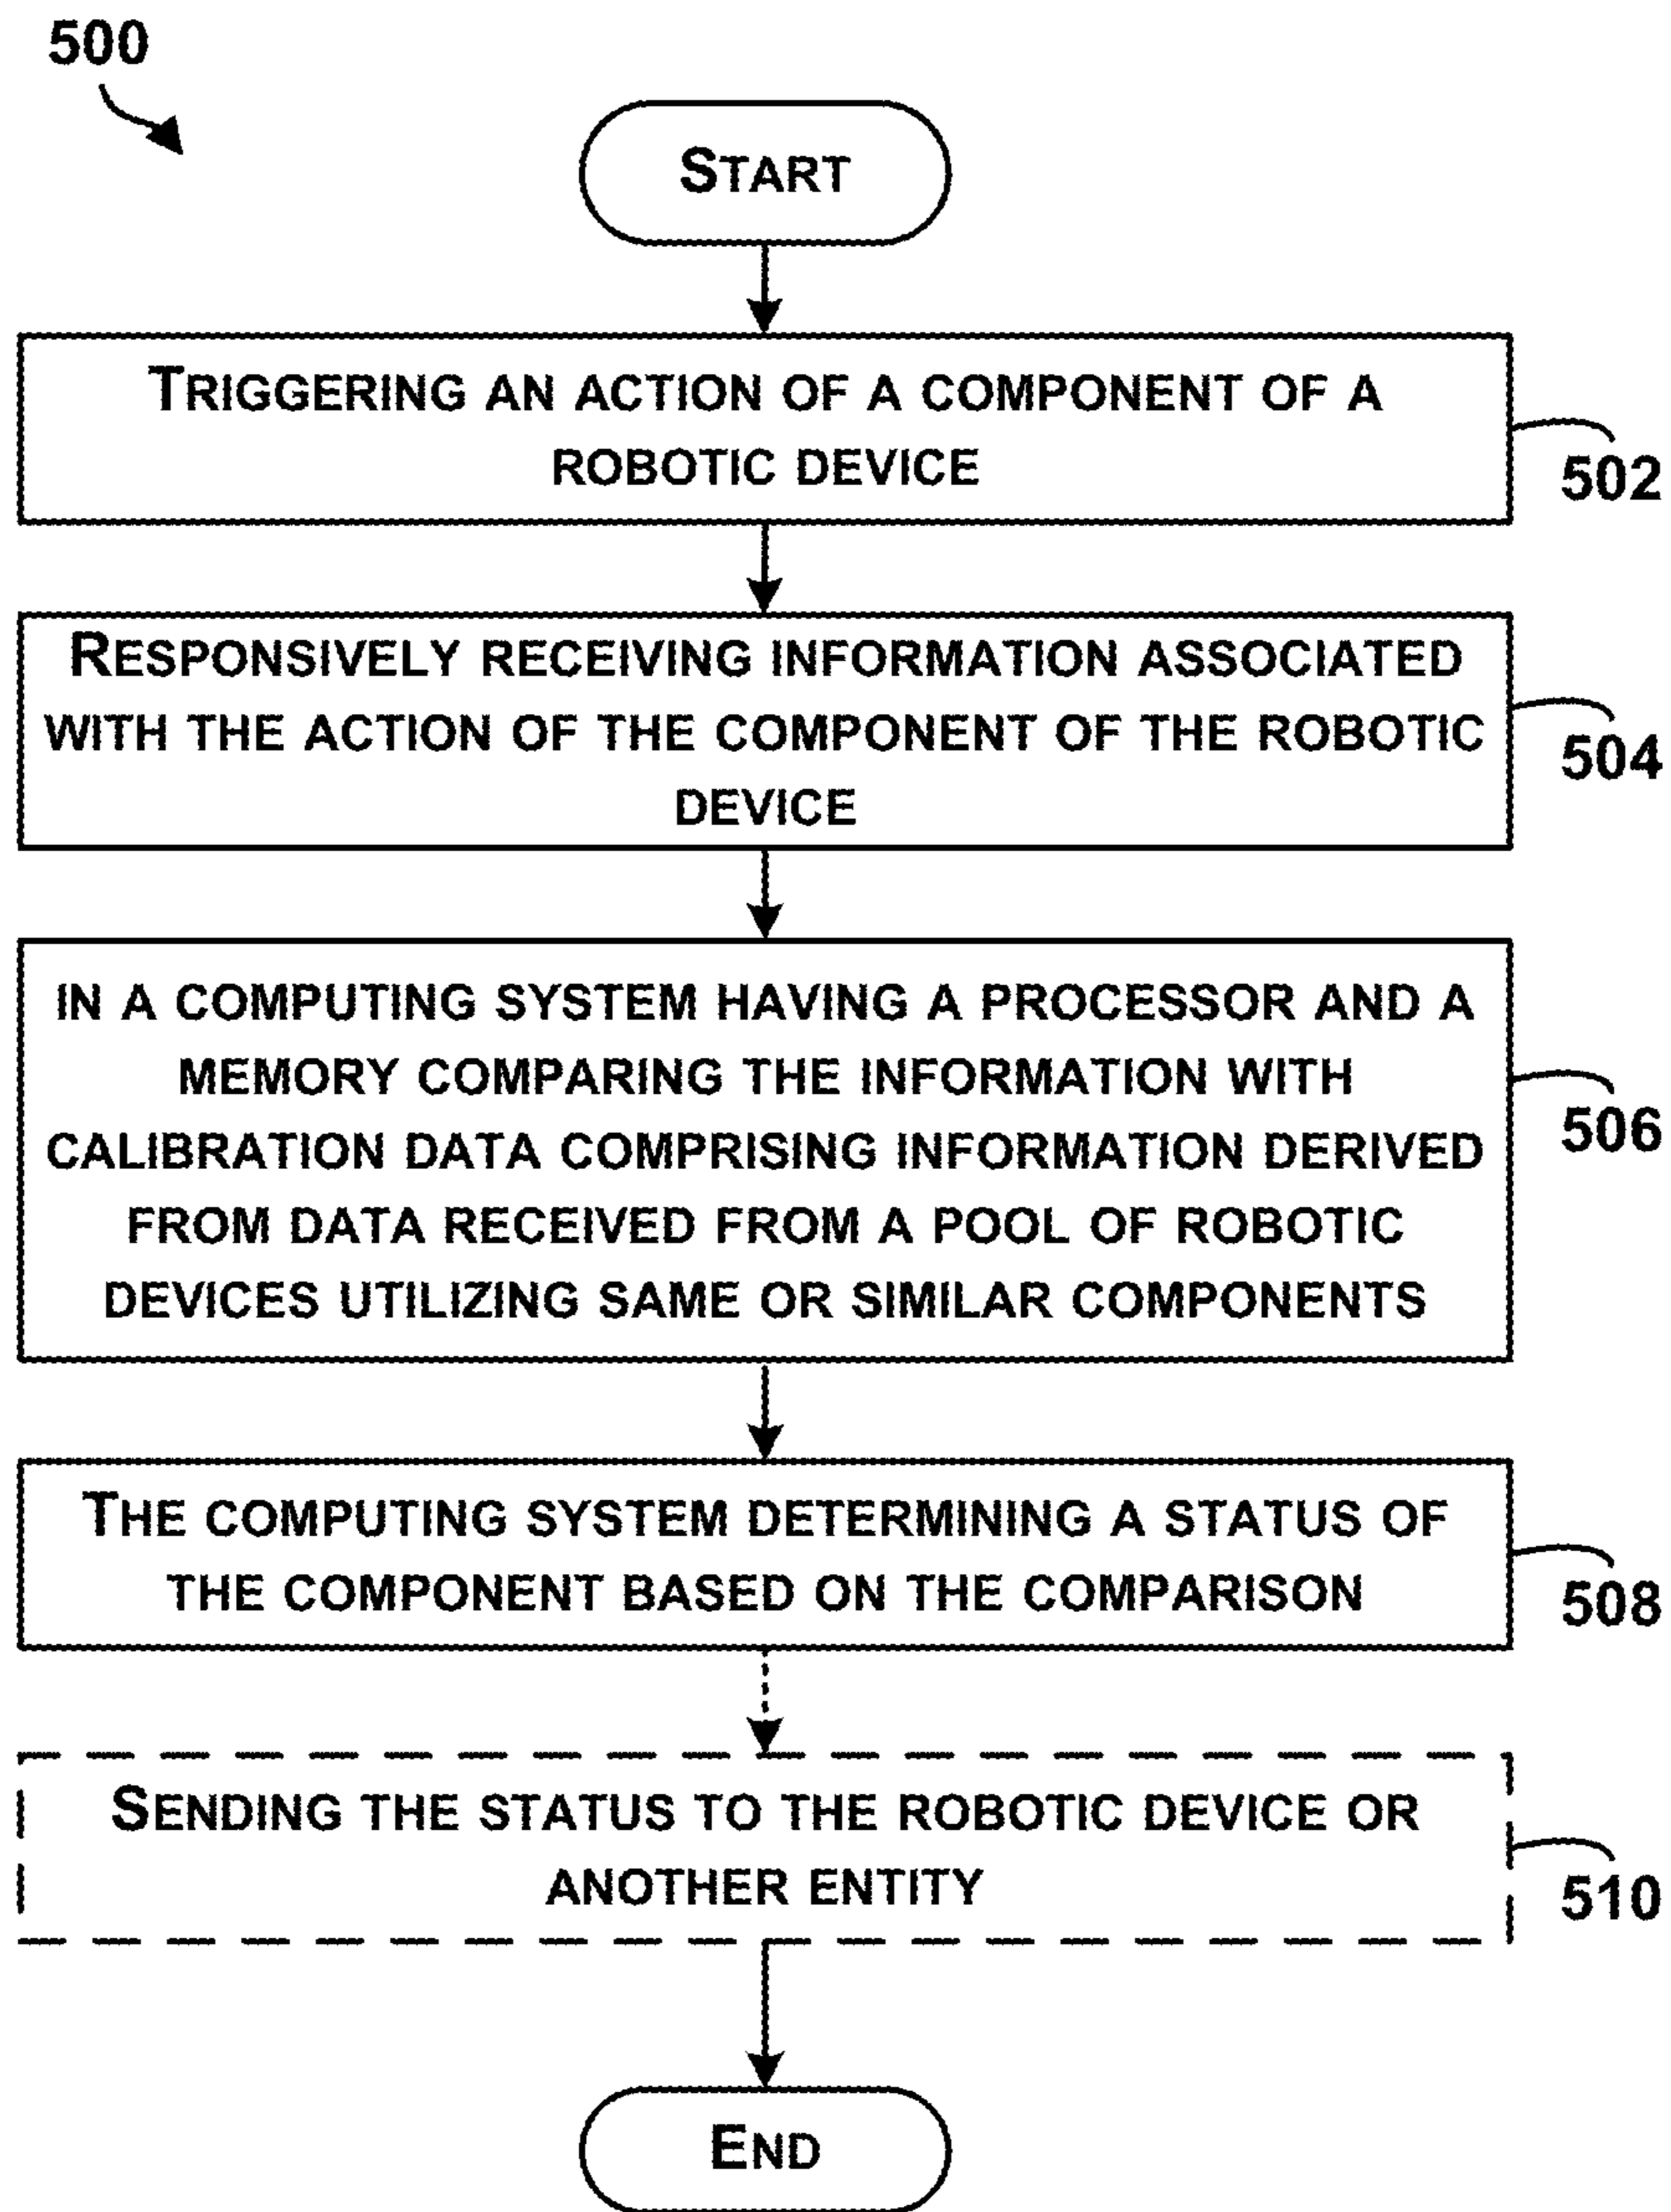 500
START
TRIGGERING AN ACTION OF A COMPONENT OF A
ROBOTIC DEVICE
502
RESPONSIVELY RECEIVING INFORMATION ASSOCIATED
WITH THE ACTION OF THE COMPONENT OF THE ROBOTIC
DEVICE
504
IN A COMPUTING SYSTEM HAVING A PROCESSOR AND A
MEMORY COMPARING THE INFORMATION WITH
CALIBRATION DATA COMPRISING INFORMATION DERIVED
FROM DATA RECEIVED FROM A POOL OF ROBOTIC
DEVICES UTILIZING SAME OR SIMILAR COMPONENTS
506
THE COMPUTING SYSTEM DETERMINING A STATUS OF
THE COMPONENT BASED ON THE COMPARISON
508
SENDING THE STATUS TO THE ROBOTIC DEVICE OR
ANOTHER ENTITY
510
END